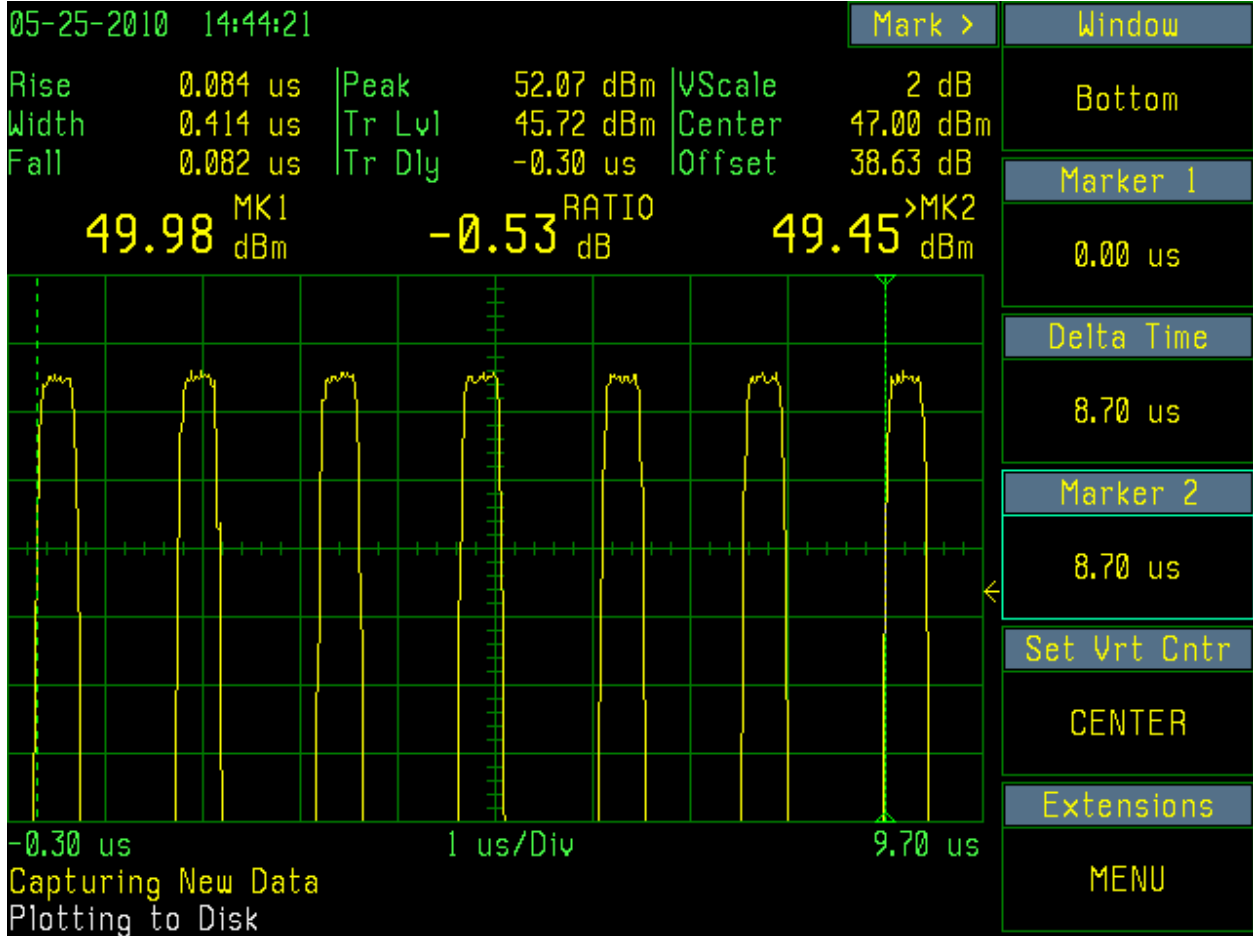 05-25-2010 14:44:21 Mark > Window
Rise 0.084 us Peak 52.07 dBm VScale 2 dB
Bottom
Width 0.414 us Tr Lvl 45.72 dBm Center 47.00 dBm
Fall 0.082 us Tr Dly -0.30 us Offset 38.63 dB
Marker 1
49.98 MK1 dBm -0.53 RATIO dB 49.45 >MK2 dBm
0.00 us
Delta Time
8.70 us
Marker 2
8.70 us
Set Vrt Cntr
CENTER
Extensions
-0.30 us 1 us/Div 9.70 us
Capturing New Data
MENU
Plotting to Disk